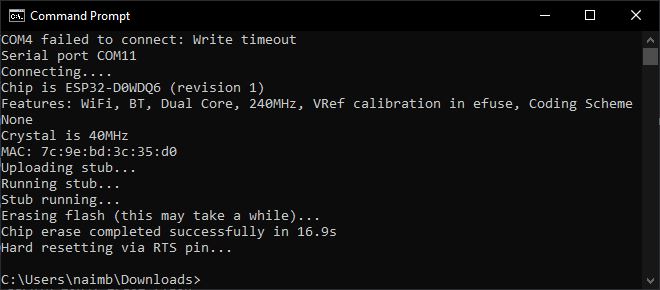 Command Prompt
COM4 failed to connect: Write timeout
Serial port COM11
Connecting....
Chip is ESP32-D0WDQ6 (revision 1)
Features: WiFi, BT, Dual Core, 240MHz, VRef calibration in efuse, Coding Scheme
None
Crystal is 40MHz
MAC: 7c:9e:bd:3c:35:d0
Uploading stub...
Running stub...
Stub running...
Erasing flash (this may take a while)...
Chip erase completed successfully in 16.9s
Hard resetting via RTS pin...
C:\Users\naimb\Downloads>